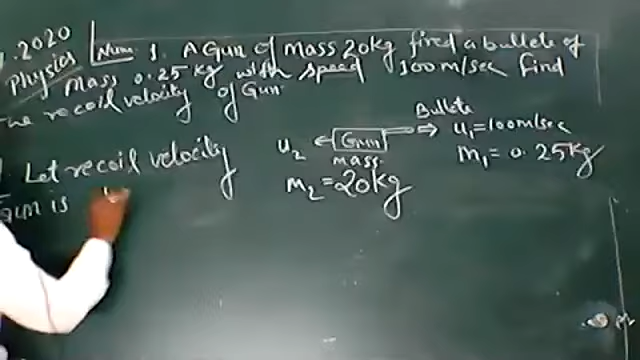 .2020
Physics
Num 1. A Gun of mass 20kg fired a bullete of
mass 0.25 kg with speed 100m/sec find
the recoil velocity of Gun.
Bullete
u₂ ← Gun → u₁=100m/sec
mass m₁=0.25kg
m₂=20kg
Let recoil velocity
gun is